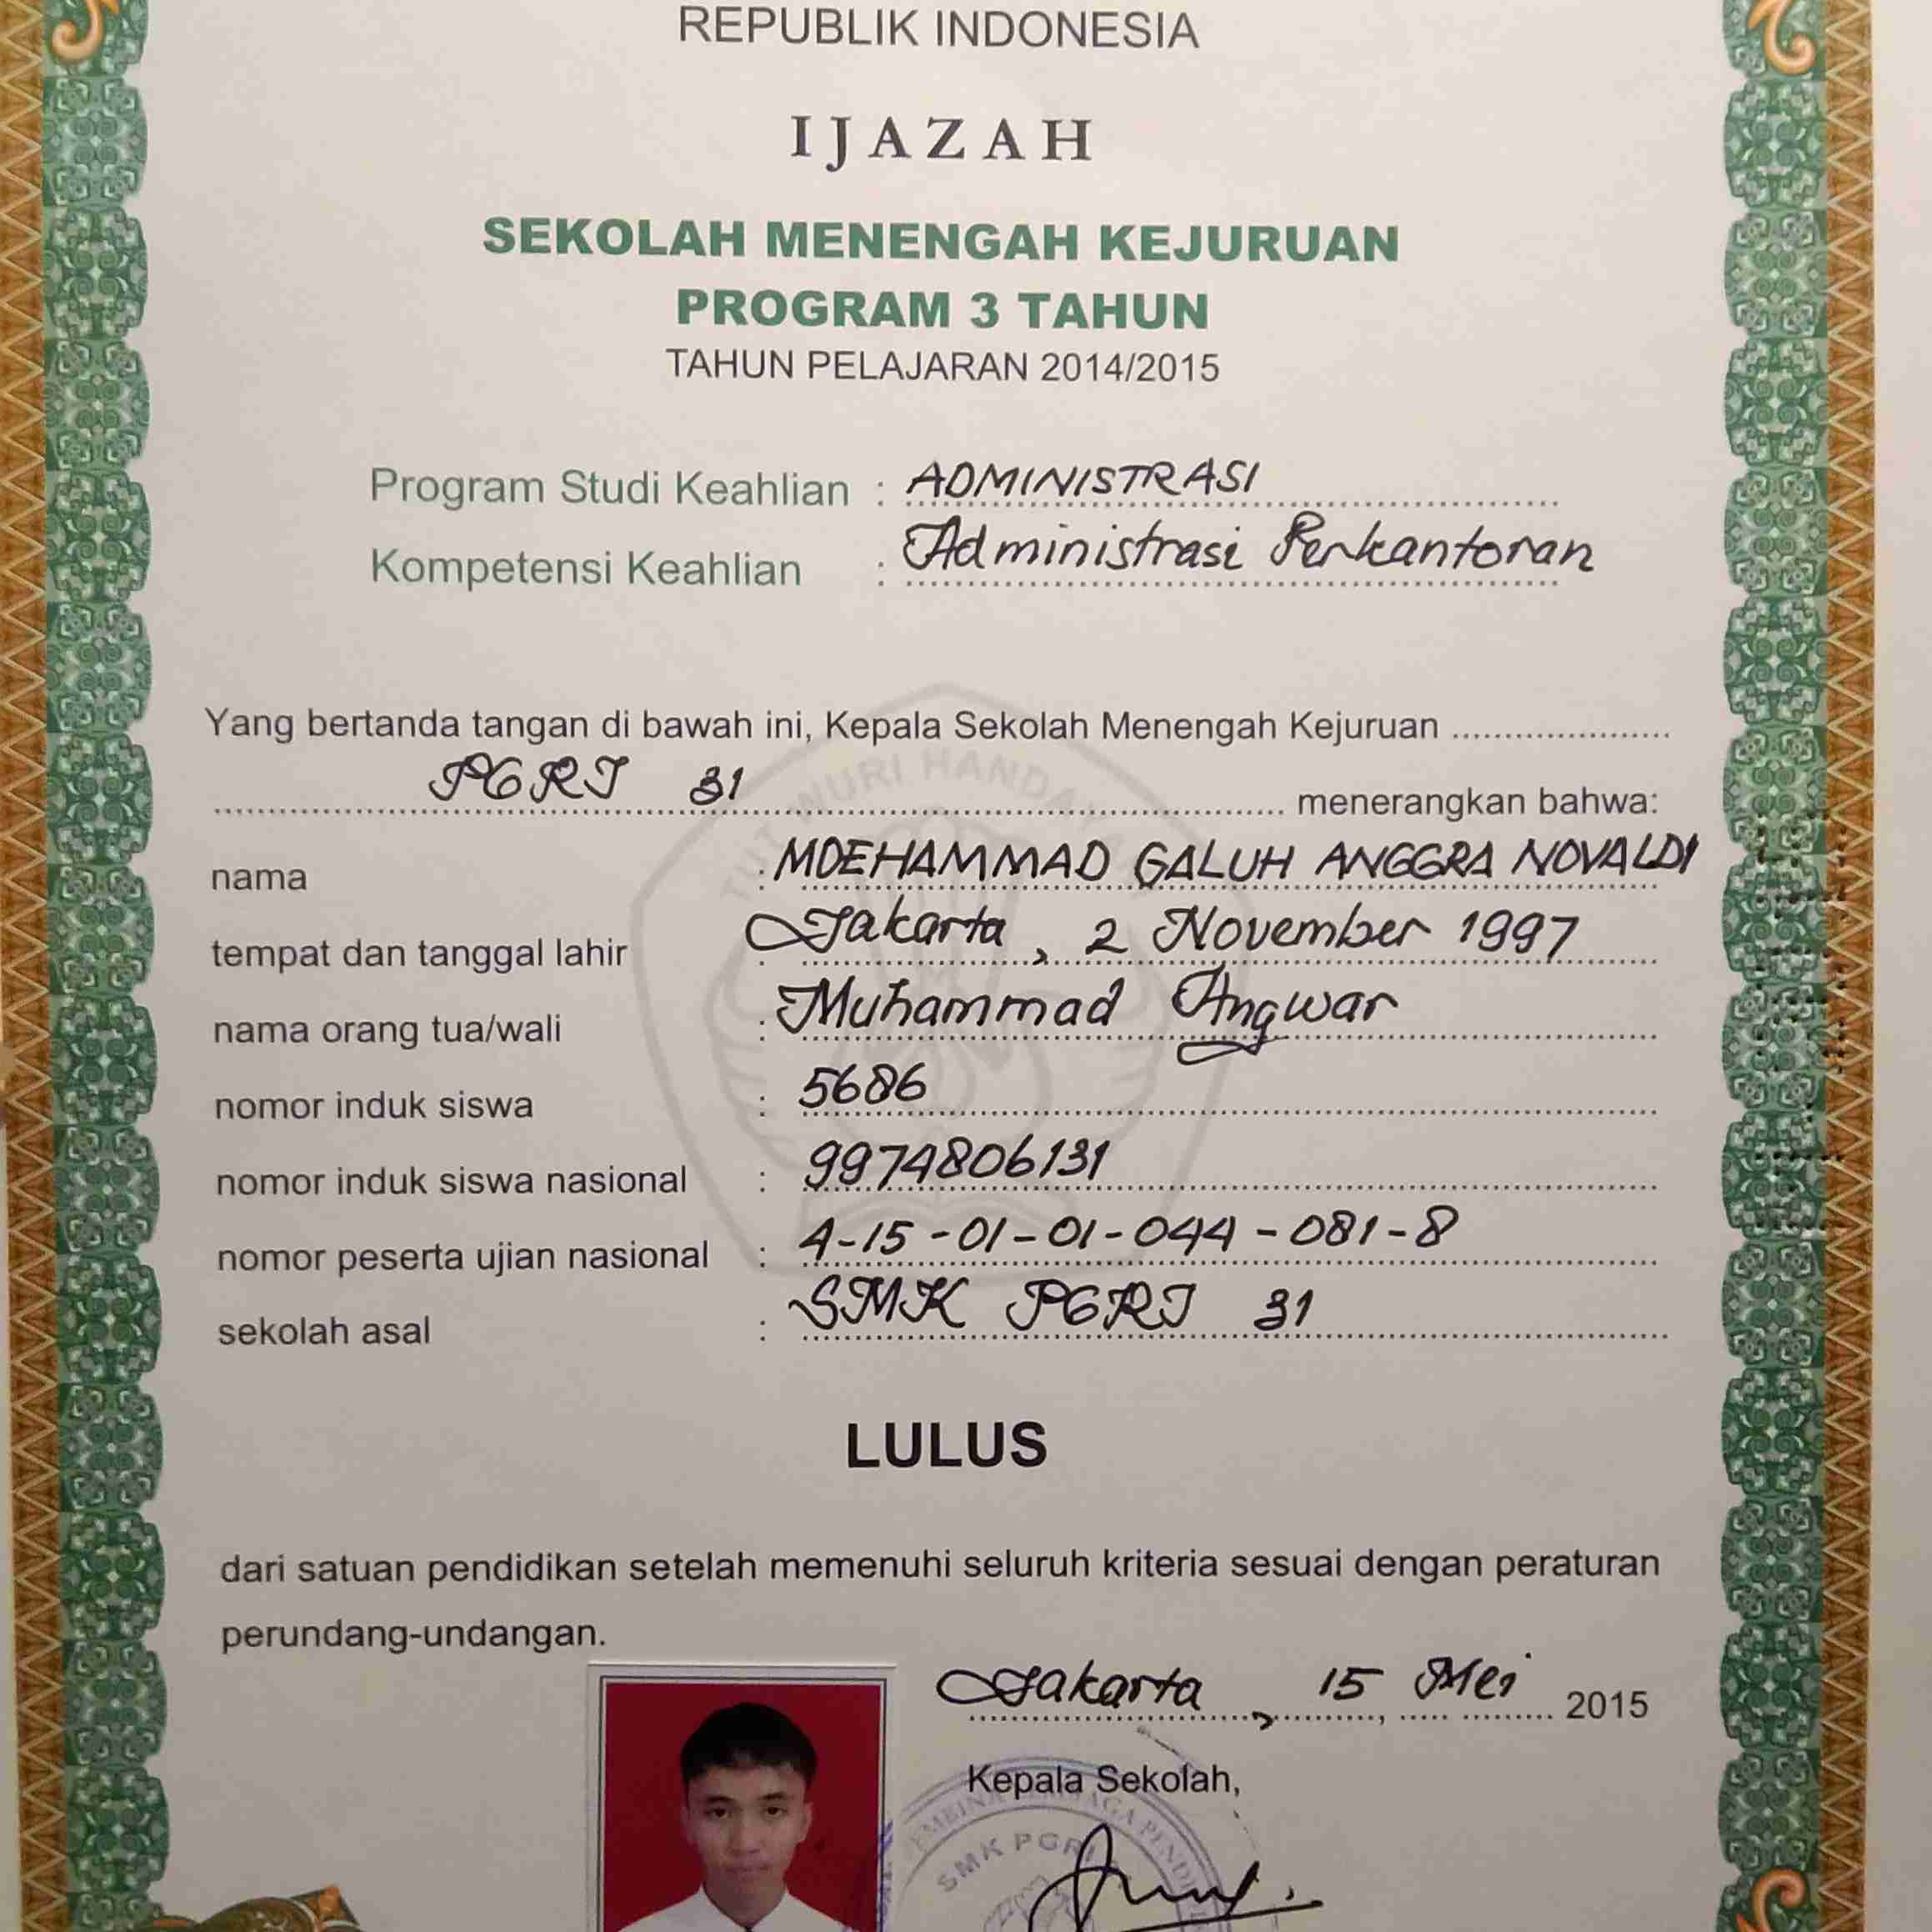 REPUBLIK INDONESIA
IJAZAH
SEKOLAH MENENGAH KEJURUAN
PROGRAM 3 TAHUN
TAHUN PELAJARAN 2014/2015
Program Studi Keahlian : ADMINISTRASI
Kompetensi Keahlian : Administrasi Perkantoran
Yang bertanda tangan di bawah ini, Kepala Sekolah Menengah Kejuruan
PGRI 31 menerangkan bahwa:
nama : MOEHAMMAD GALUH ANGGRA NOVALDI
tempat dan tanggal lahir : Jakarta, 2 November 1997
nama orang tua/wali : Muhammad Angwar
nomor induk siswa : 5686
nomor induk siswa nasional : 9974806131
nomor peserta ujian nasional : 4-15-01-01-044-081-8
sekolah asal : SMK PGRI 31
LULUS
dari satuan pendidikan setelah memenuhi seluruh kriteria sesuai dengan peraturan
perundang-undangan.
Jakarta, 15 Mei 2015
Kepala Sekolah,
SMK PGRI